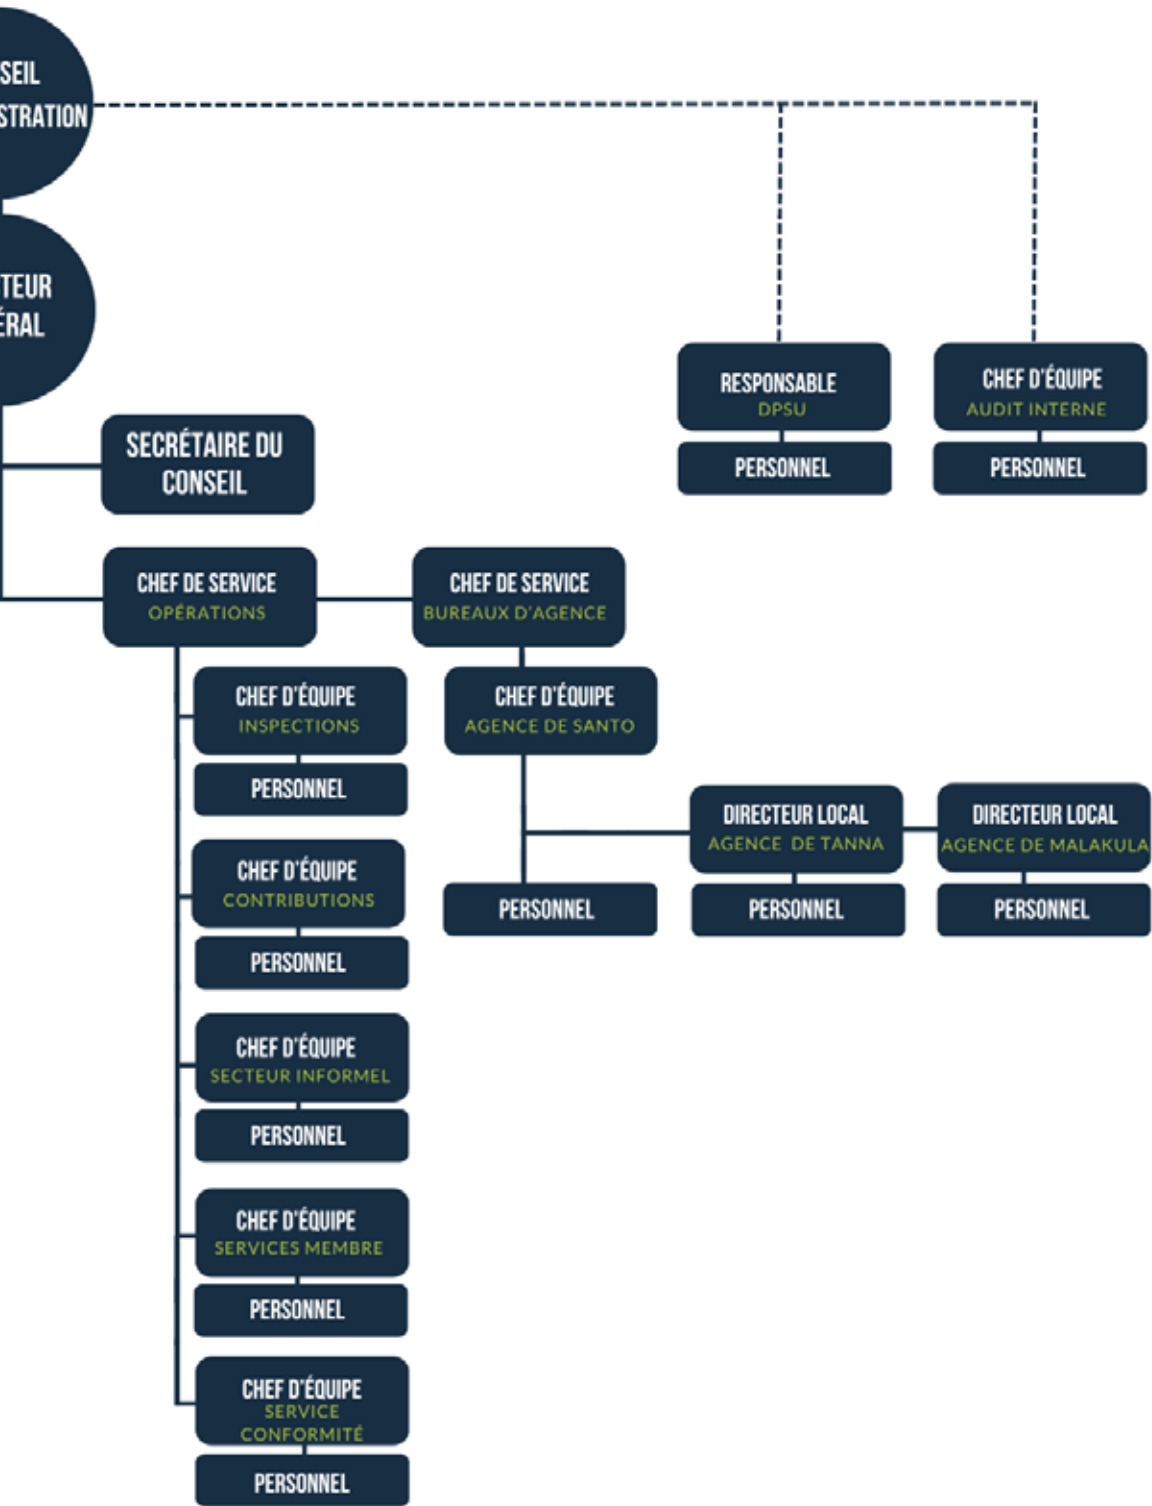 SEIL
STRATION
TEUR
ÉRAL
RESPONSABLE
DPSU
PERSONNEL
CHEF D'ÉQUIPE
AUDIT INTERNE
PERSONNEL
SECRÉTAIRE DU
CONSEIL
CHEF DE SERVICE
OPÉRATIONS
CHEF DE SERVICE
BUREAUX D'AGENCE
CHEF D'ÉQUIPE
INSPECTIONS
PERSONNEL
CHEF D'ÉQUIPE
AGENCE DE SANTO
PERSONNEL
DIRECTEUR LOCAL
AGENCE DE TANNA
PERSONNEL
DIRECTEUR LOCAL
AGENCE DE MALAKULA
PERSONNEL
CHEF D'ÉQUIPE
CONTRIBUTIONS
PERSONNEL
CHEF D'ÉQUIPE
SECTEUR INFORMEL
PERSONNEL
CHEF D'ÉQUIPE
SERVICES MEMBRE
PERSONNEL
CHEF D'ÉQUIPE
SERVICE
CONFORMITÉ
PERSONNEL